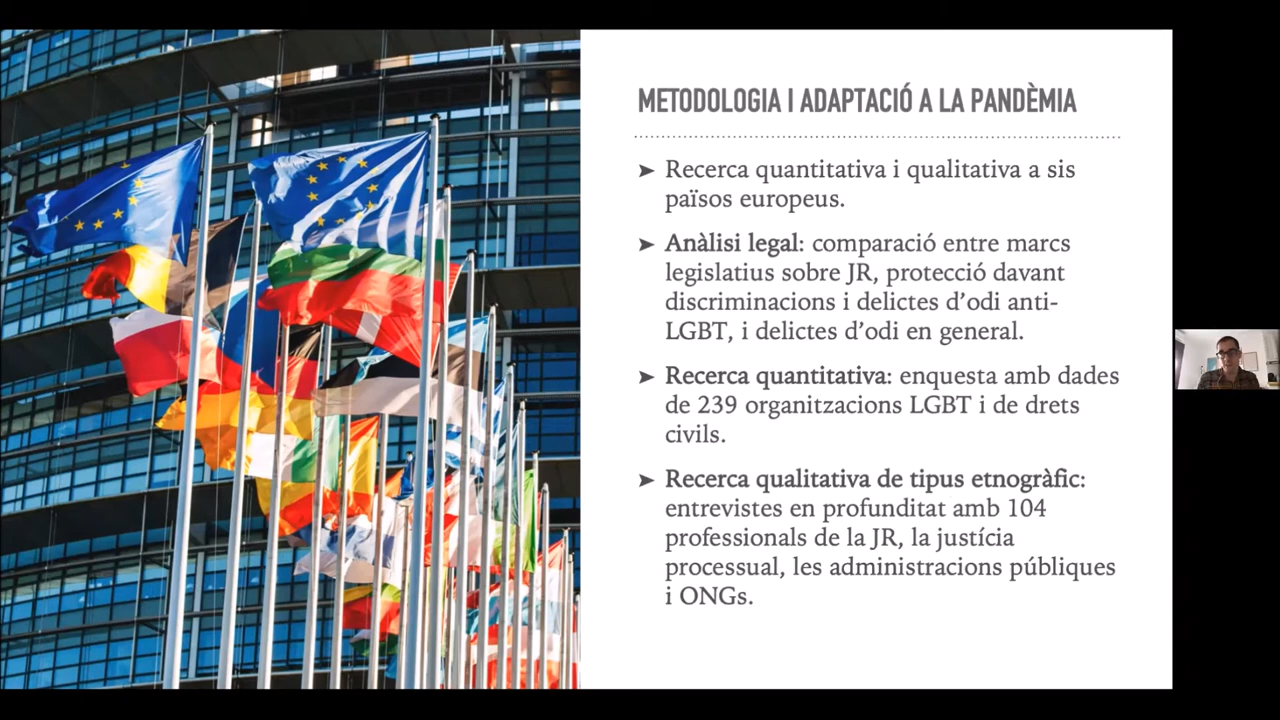 METODOLOGIA I ADAPTACIÓ A LA PANDÈMIA
➤ Recerca quantitativa i qualitativa a sis
països europeus.
➤ Anàlisi legal: comparació entre marcs
legislatius sobre JR, protecció davant
discriminacions i delictes d’odi anti-
LGBT, i delictes d’odi en general.
➤ Recerca quantitativa: enquesta amb dades
de 239 organitzacions LGBT i de drets
civils.
➤ Recerca qualitativa de tipus etnogràfic:
entrevistes en profunditat amb 104
professionals de la JR, la justícia
processual, les administracions públiques
i ONGs.